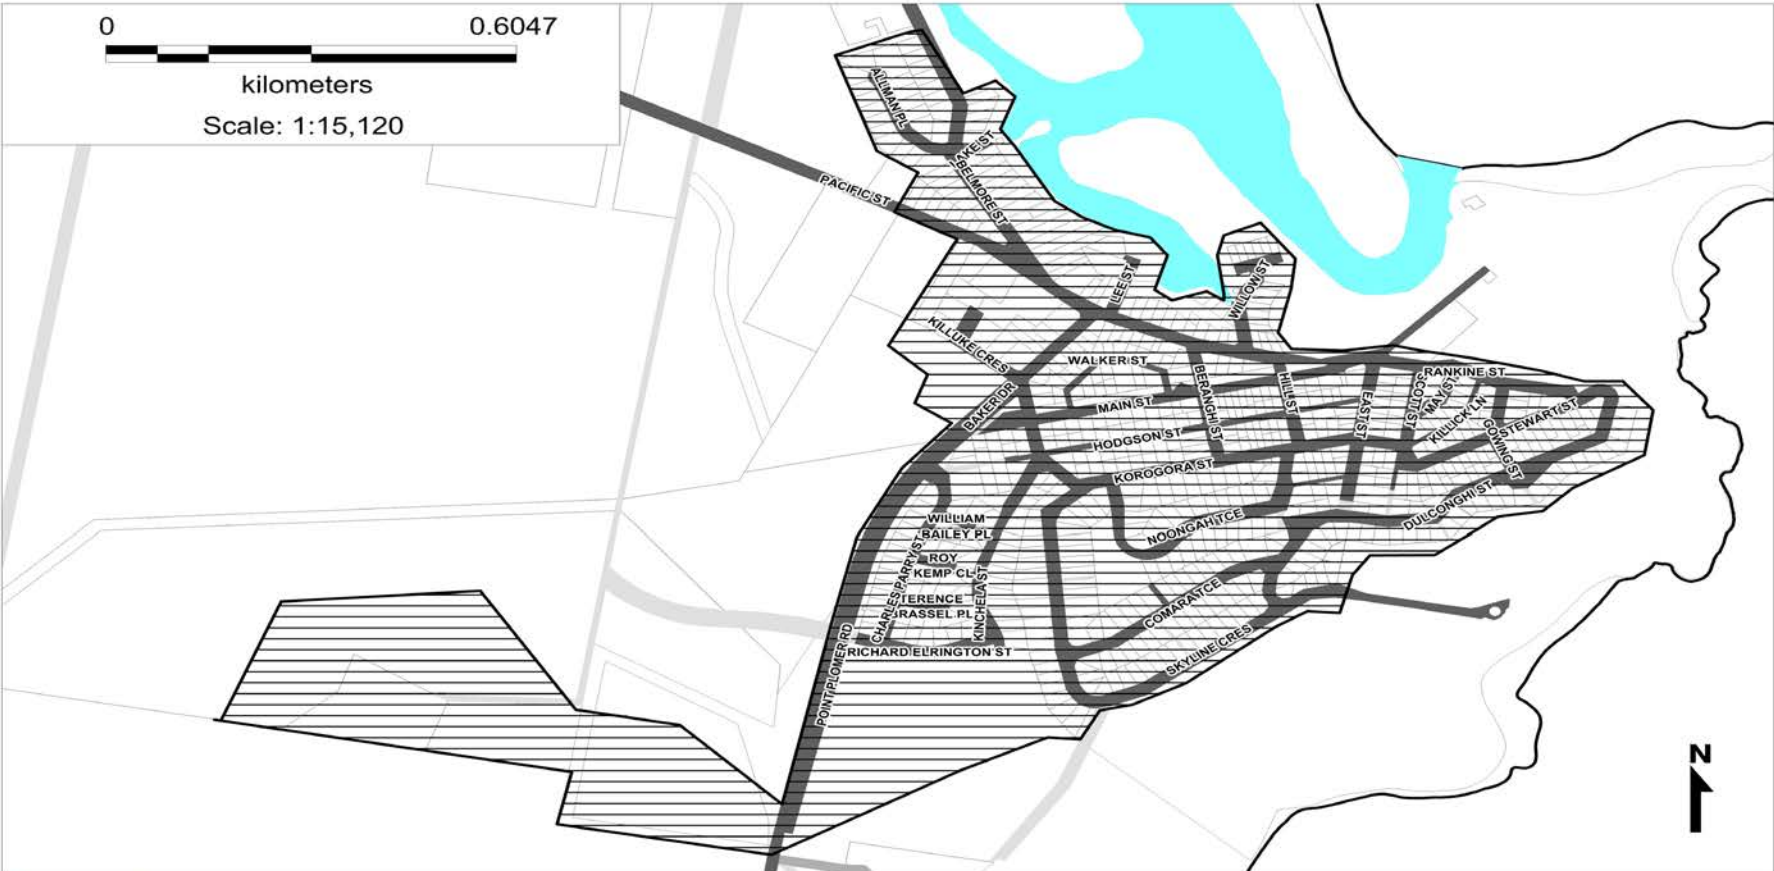 0 0.6047
kilometers
Scale: 1:15,120
ALLMAN PL
LAKE ST
BELMORE ST
PACIFIC ST
LEE ST
WILLOW ST
KILLUKE CRES
WALKER ST
BAKER DR
MAIN ST
BERANGHI ST
HILL ST
EAST ST
SCOTT ST
MAY ST
RANKINE ST
KILLICK LN
STEWART ST
GOWING ST
HODGSON ST
KOROGORA ST
DULCONGHI ST
NOONGAH TCE
WILLIAM
BAILEY PL
ROY
KEMP CL
CHARLES PARRY ST
TERENCE
BRASSEL PL
KINCHELA ST
COMARA TCE
SKYLINE CRES
RICHARD ELRINGTON ST
POINT PLOMER RD
N